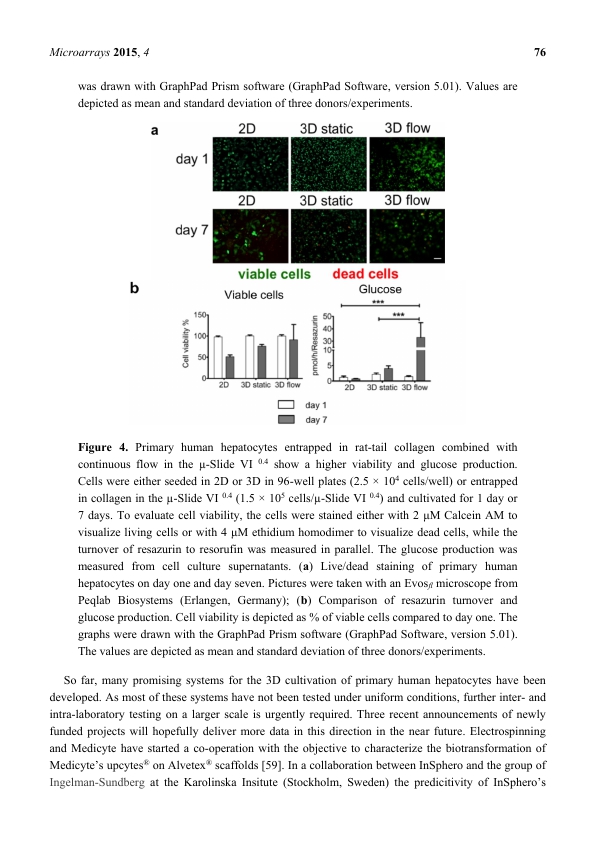 Microarrays 2015, 4 76
was drawn with GraphPad Prism software (GraphPad Software, version 5.01). Values are
depicted as mean and standard deviation of three donors/experiments.
a 2D 3D static 3D flow
day 1
2D 3D static 3D flow
day 7
viable cells dead cells
b Viable cells Glucose
*** 
***
Cell viability %
150
100
50
0
2D 3D static 3D flow
pmol/h/Resazurin
50
40
30
10
5
0
2D 3D static 3D flow
day 1
day 7
Figure 4. Primary human hepatocytes entrapped in rat-tail collagen combined with
continuous flow in the µ-Slide VI 0.4 show a higher viability and glucose production.
Cells were either seeded in 2D or 3D in 96-well plates (2.5 × 10⁴ cells/well) or entrapped
in collagen in the µ-Slide VI 0.4 (1.5 × 10⁵ cells/µ-Slide VI 0.4) and cultivated for 1 day or
7 days. To evaluate cell viability, the cells were stained either with 2 µM Calcein AM to
visualize living cells or with 4 µM ethidium homodimer to visualize dead cells, while the
turnover of resazurin to resorufin was measured in parallel. The glucose production was
measured from cell culture supernatants. (a) Live/dead staining of primary human
hepatocytes on day one and day seven. Pictures were taken with an Evosfl microscope from
Peqlab Biosystems (Erlangen, Germany); (b) Comparison of resazurin turnover and
glucose production. Cell viability is depicted as % of viable cells compared to day one. The
graphs were drawn with the GraphPad Prism software (GraphPad Software, version 5.01).
The values are depicted as mean and standard deviation of three donors/experiments.
So far, many promising systems for the 3D cultivation of primary human hepatocytes have been
developed. As most of these systems have not been tested under uniform conditions, further inter- and
intra-laboratory testing on a larger scale is urgently required. Three recent announcements of newly
funded projects will hopefully deliver more data in this direction in the near future. Electrospinning
and Medicyte have started a co-operation with the objective to characterize the biotransformation of
Medicyte’s upcytes® on Alvetex® scaffolds [59]. In a collaboration between InSphero and the group of
Ingelman-Sundberg at the Karolinska Insitute (Stockholm, Sweden) the predicitivity of InSphero’s